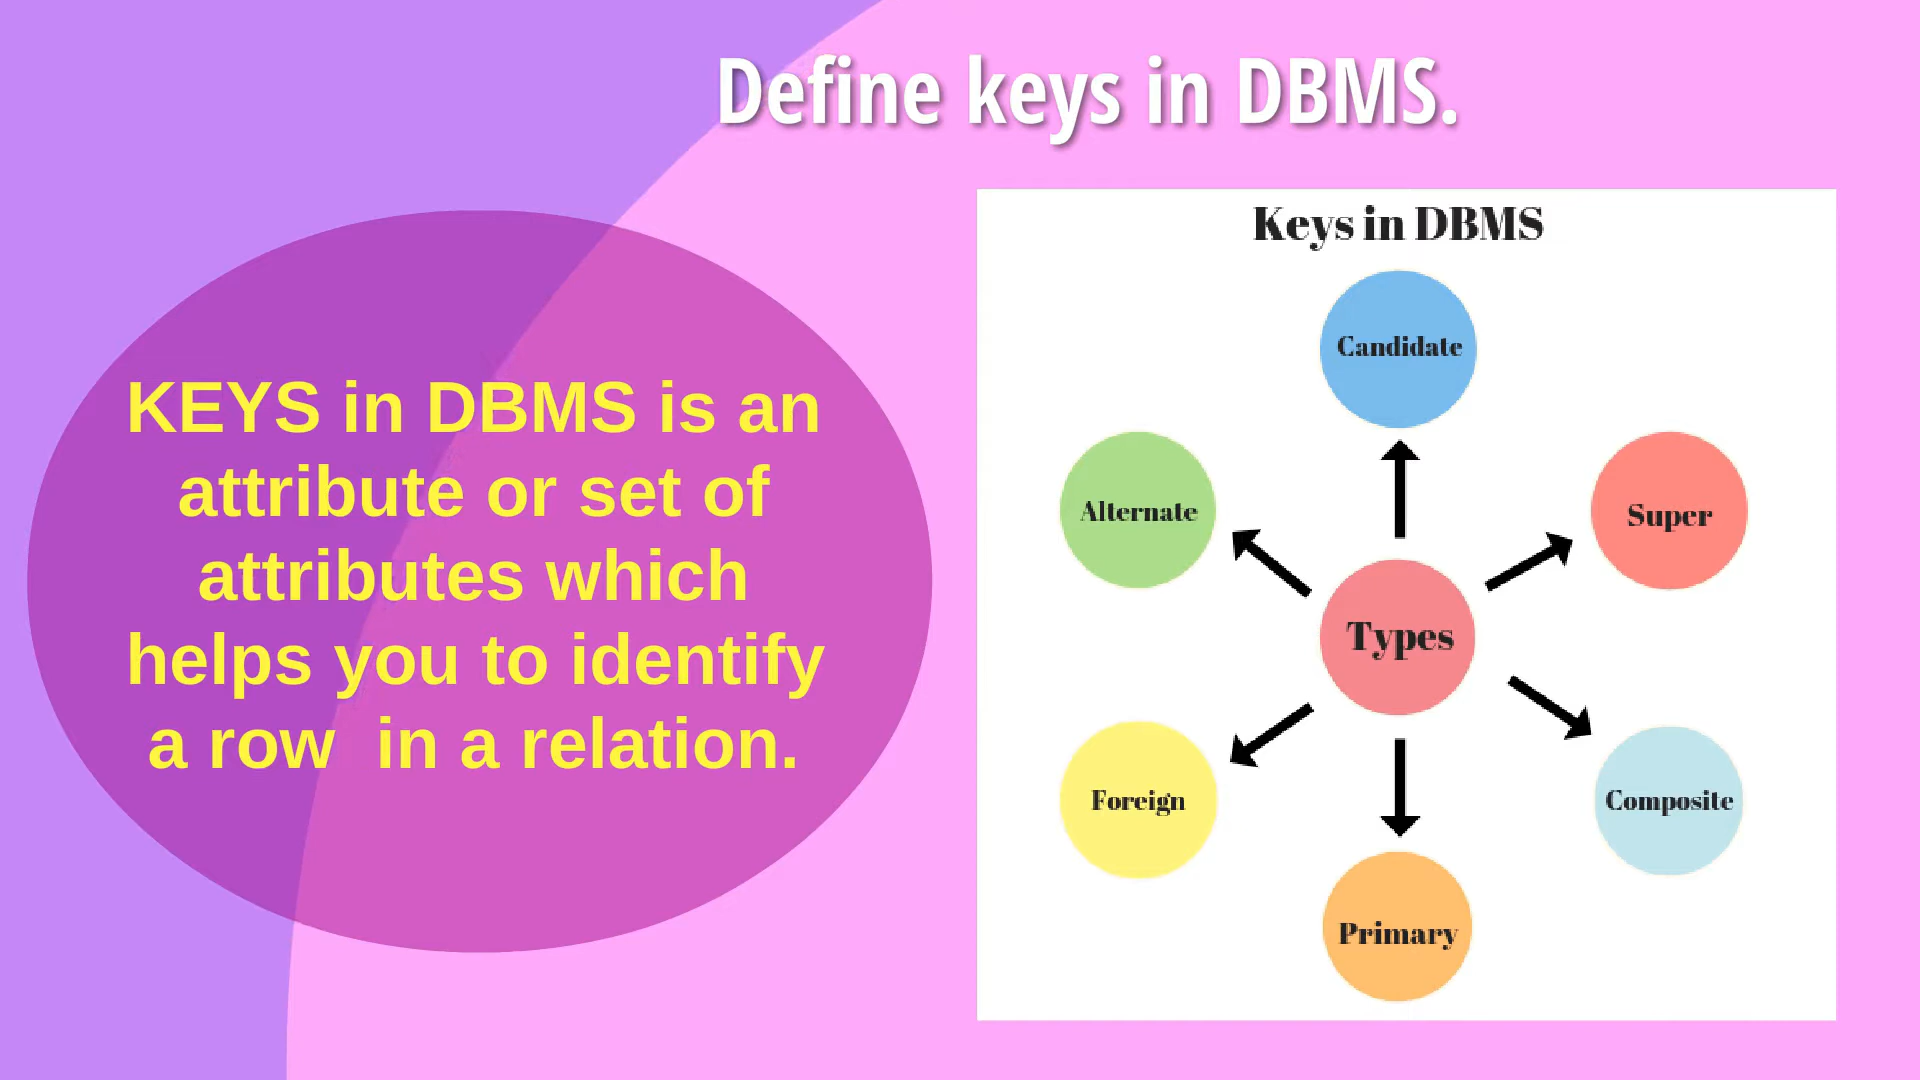 Define keys in DBMS.
KEYS in DBMS is an
attribute or set of
attributes which
helps you to identify
a row  in a relation.
Keys in DBMS
Candidate
Alternate
Super
Types
Foreign
Composite
Primary